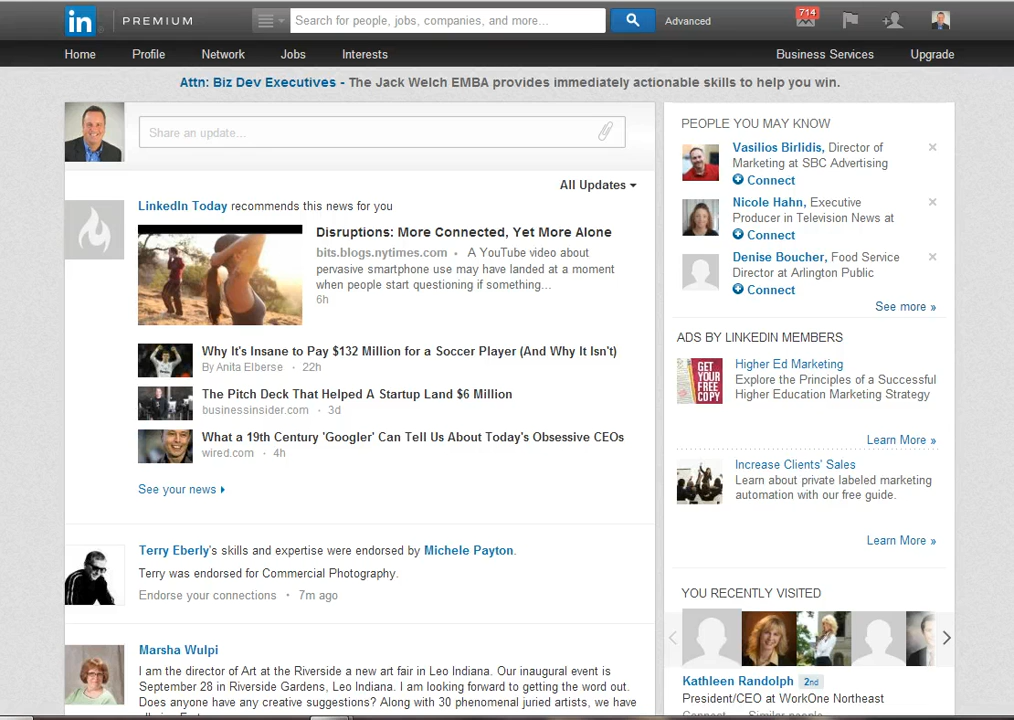 in PREMIUM Search for people, jobs, companies, and more... Advanced 714
Home Profile Network Jobs Interests Business Services Upgrade
Attn: Biz Dev Executives - The Jack Welch EMBA provides immediately actionable skills to help you win.
Share an update...
All Updates
LinkedIn Today recommends this news for you
Disruptions: More Connected, Yet More Alone
bits.blogs.nytimes.com • A YouTube video about
pervasive smartphone use may have landed at a moment
when people start questioning if something...
6h
Why It's Insane to Pay $132 Million for a Soccer Player (And Why It Isn't)
By Anita Elberse • 22h
The Pitch Deck That Helped A Startup Land $6 Million
businessinsider.com • 3d
What a 19th Century 'Googler' Can Tell Us About Today's Obsessive CEOs
wired.com • 4h
See your news
Terry Eberly's skills and expertise were endorsed by Michele Payton.
Terry was endorsed for Commercial Photography.
Endorse your connections • 7m ago
Marsha Wulpi
I am the director of Art at the Riverside a new art fair in Leo Indiana. Our inaugural event is
September 28 in Riverside Gardens, Leo Indiana. I am looking forward to getting the word out.
Does anyone have any creative suggestions? Along with 30 phenomenal juried artists, we have
PEOPLE YOU MAY KNOW
Vasilios Birlidis, Director of
Marketing at SBC Advertising
Connect
Nicole Hahn, Executive
Producer in Television News at
Connect
Denise Boucher, Food Service
Director at Arlington Public
Connect
See more »
ADS BY LINKEDIN MEMBERS
GET
YOUR
FREE
COPY
Higher Ed Marketing
Explore the Principles of a Successful
Higher Education Marketing Strategy
Learn More »
Increase Clients' Sales
Learn about private labeled marketing
automation with our free guide.
Learn More »
YOU RECENTLY VISITED
Kathleen Randolph 2nd
President/CEO at WorkOne Northeast
Connect Similar people